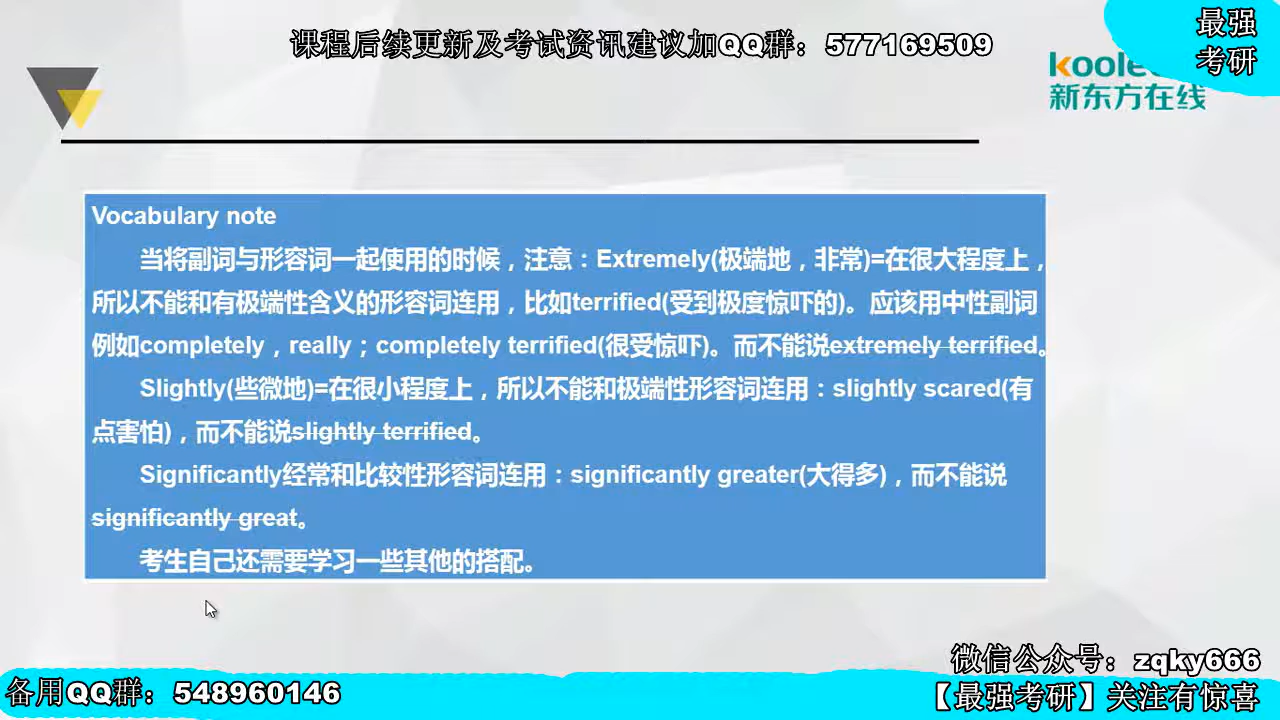 课程后续更新及考试资讯建议加QQ群：577169509
最强
考研
koole
新东方在线
Vocabulary note
当将副词与形容词一起使用的时候，注意：Extremely(极端地，非常)=在很大程度上，
所以不能和有极端性含义的形容词连用，比如terrified(受到极度惊吓的)。应该用中性副词
例如completely，really；completely terrified(很受惊吓)。而不能说extremely terrified。
Slightly(些微地)=在很小程度上，所以不能和极端性形容词连用：slightly scared(有
点害怕)，而不能说slightly terrified。
Significantly经常和比较性形容词连用：significantly greater(大得多)，而不能说
significantly great。
考生自己还需要学习一些其他的搭配。
微信公众号：zqky666
备用QQ群：548960146
【最强考研】关注有惊喜